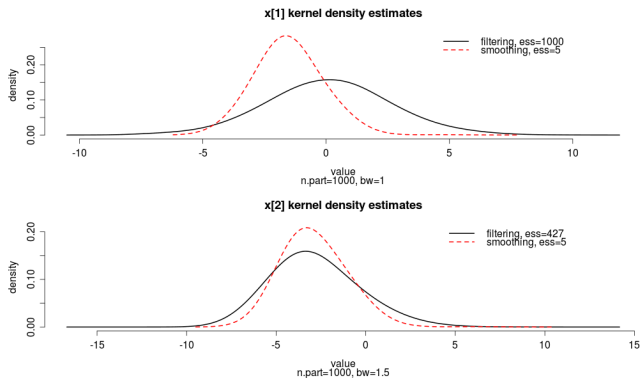 x[1] kernel density estimates
filtering, ess=1000
smoothing, ess=5
density
0.00 0.10 0.20
-10 -5 0 5 10
value
n.part=1000, bw=1
x[2] kernel density estimates
filtering, ess=427
smoothing, ess=5
density
0.00 0.10 0.20
-15 -10 -5 0 5 10 15
value
n.part=1000, bw=1.5